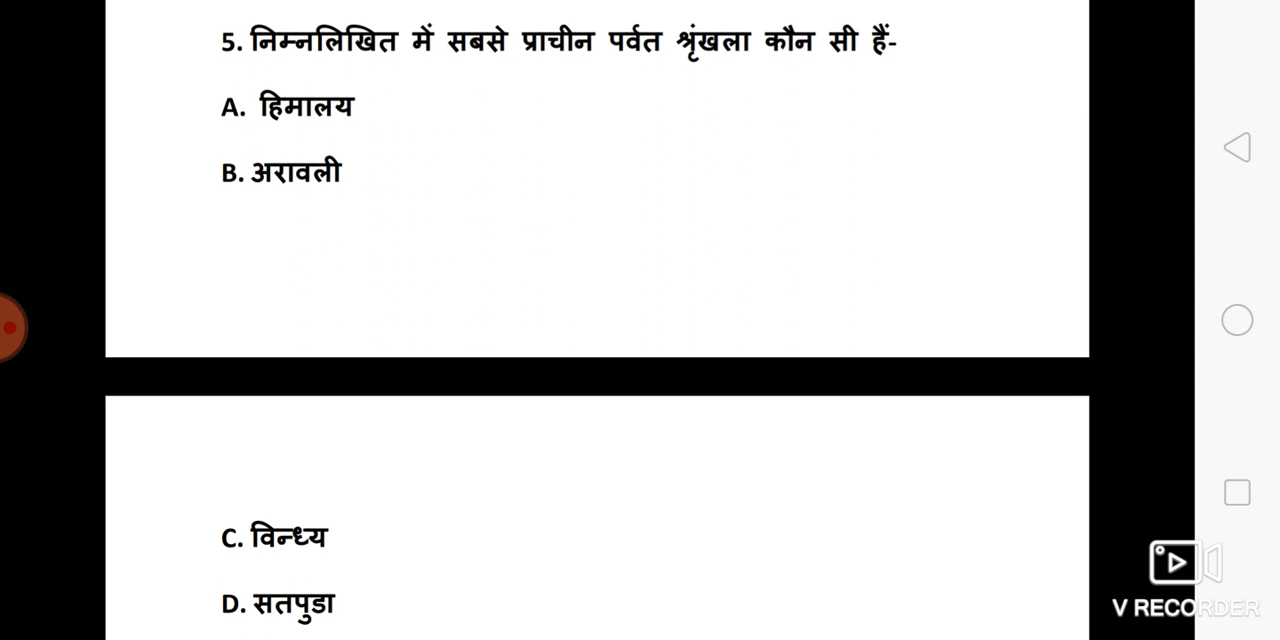 5. निम्नलिखित में सबसे प्राचीन पर्वत श्रृंखला कौन सी हैं-
A. हिमालय
B. अरावली
C. विन्ध्य
D. सतपुडा
V RECORDER